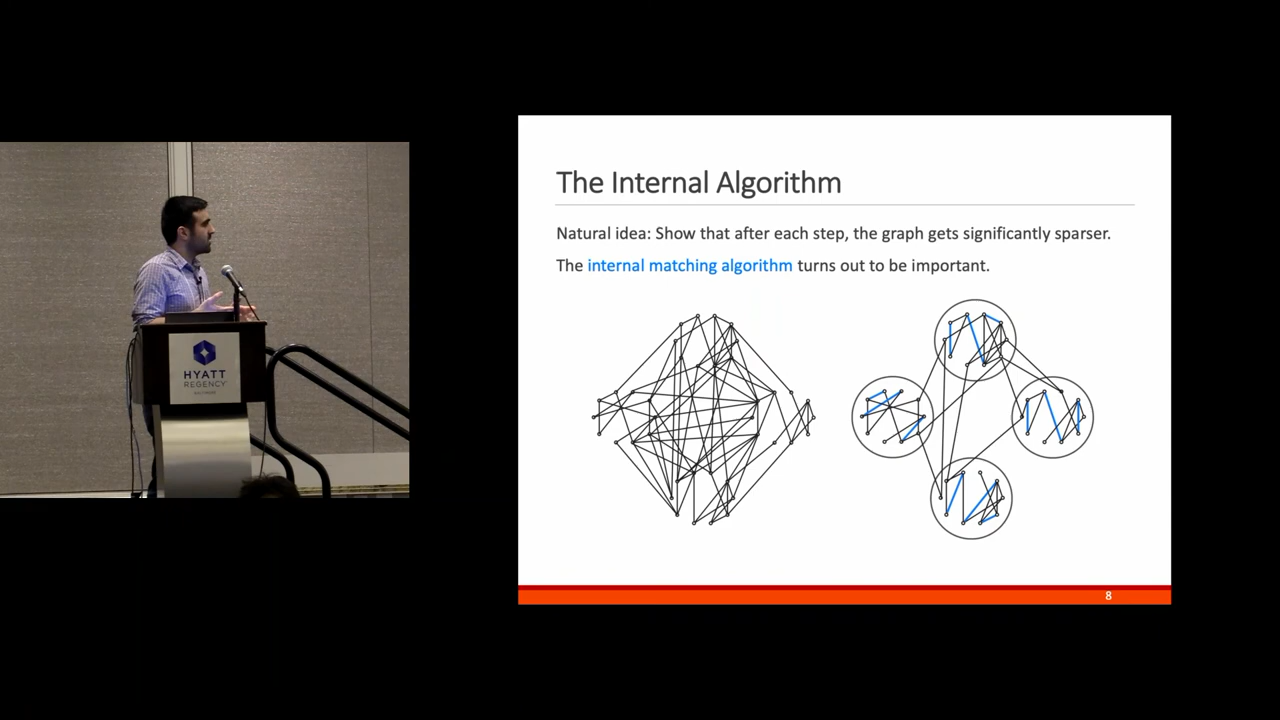 The Internal Algorithm
Natural idea: Show that after each step, the graph gets significantly sparser.
The internal matching algorithm turns out to be important.
8
HYATT
REGENCY